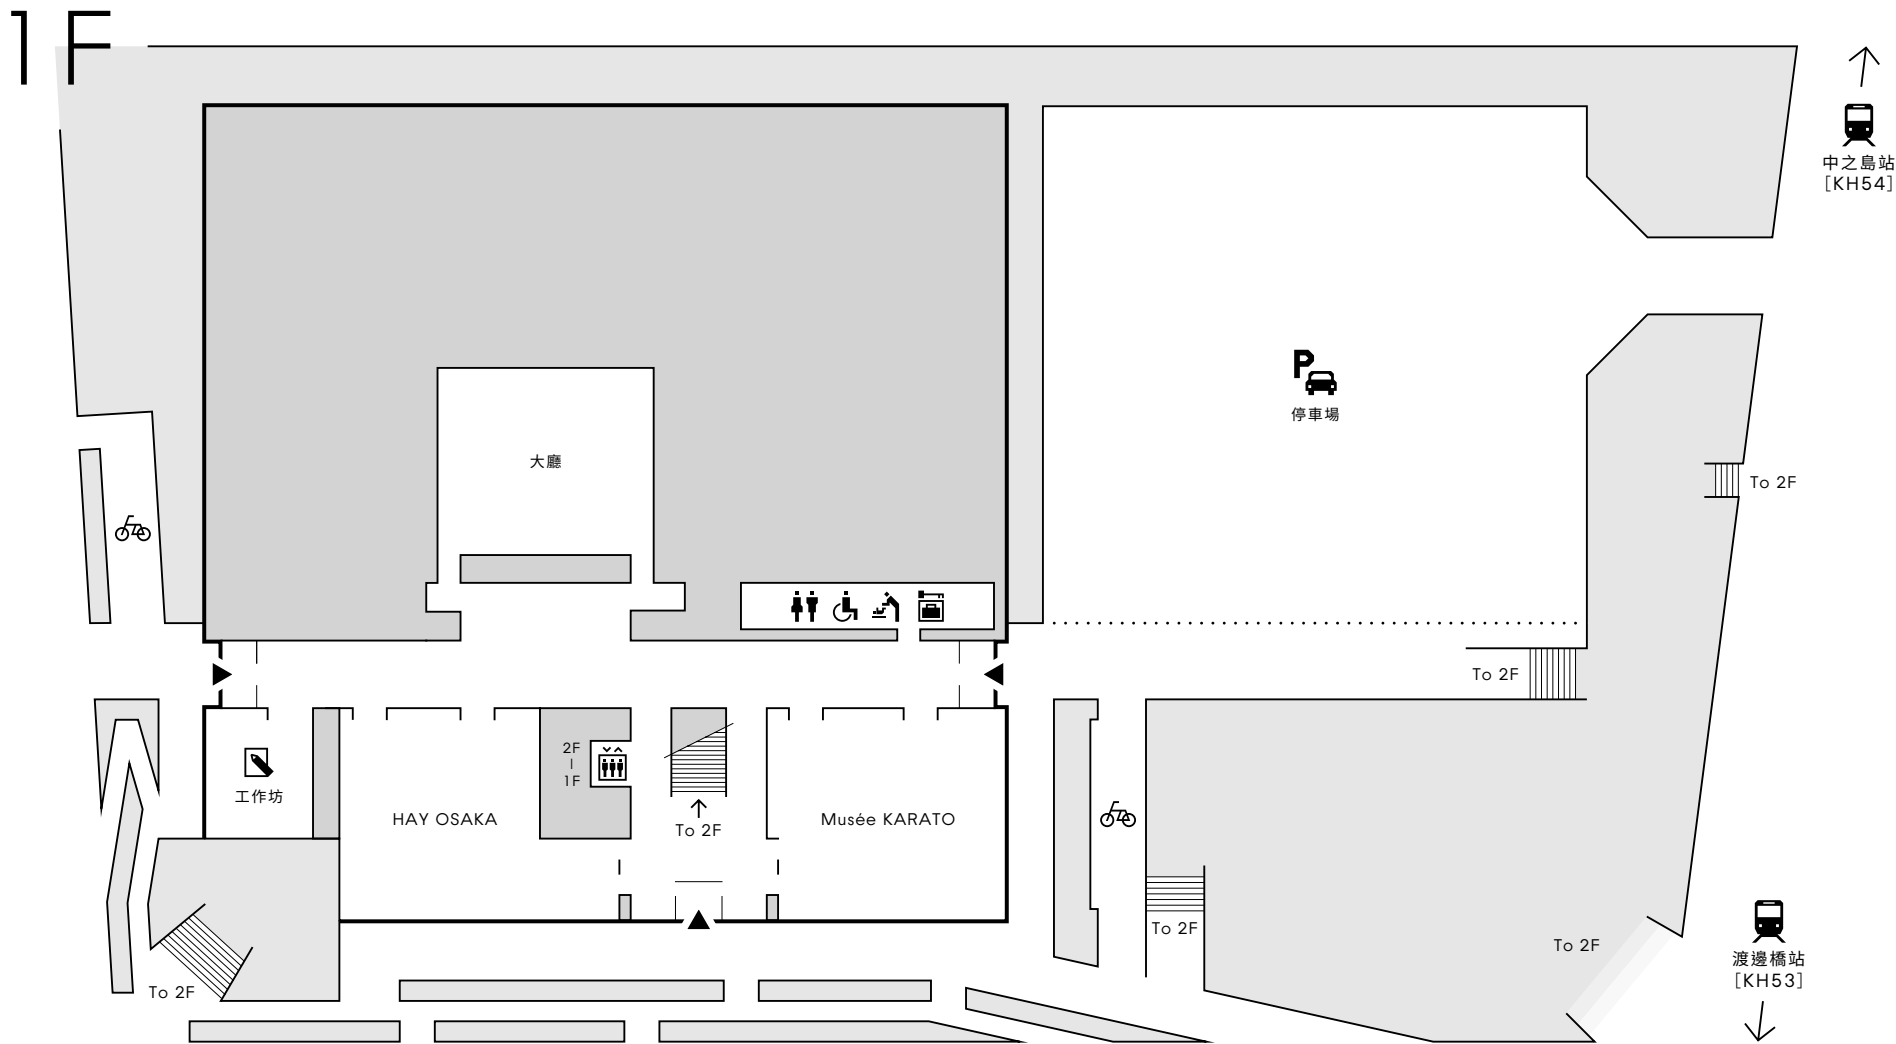 1F
中之島站
[KH54]
P
停車場
大廳
To 2F
To 2F
2F
1F
工作坊
HAY OSAKA
To 2F
Musée KARATO
To 2F
To 2F
To 2F
渡邊橋站
[KH53]